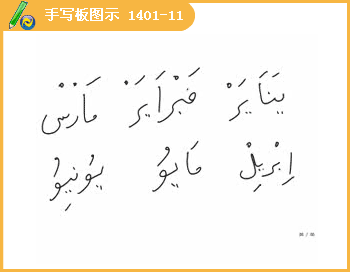 手写板图示 1401-11
يَنَايَرْ فَبْرَايَرْ مَارْسْ
اِبْرِيلْ مَايُو يُونِيُو